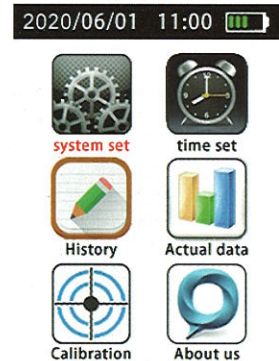 2020/06/01 11:00
system set time set
History Actual data
Calibration About us